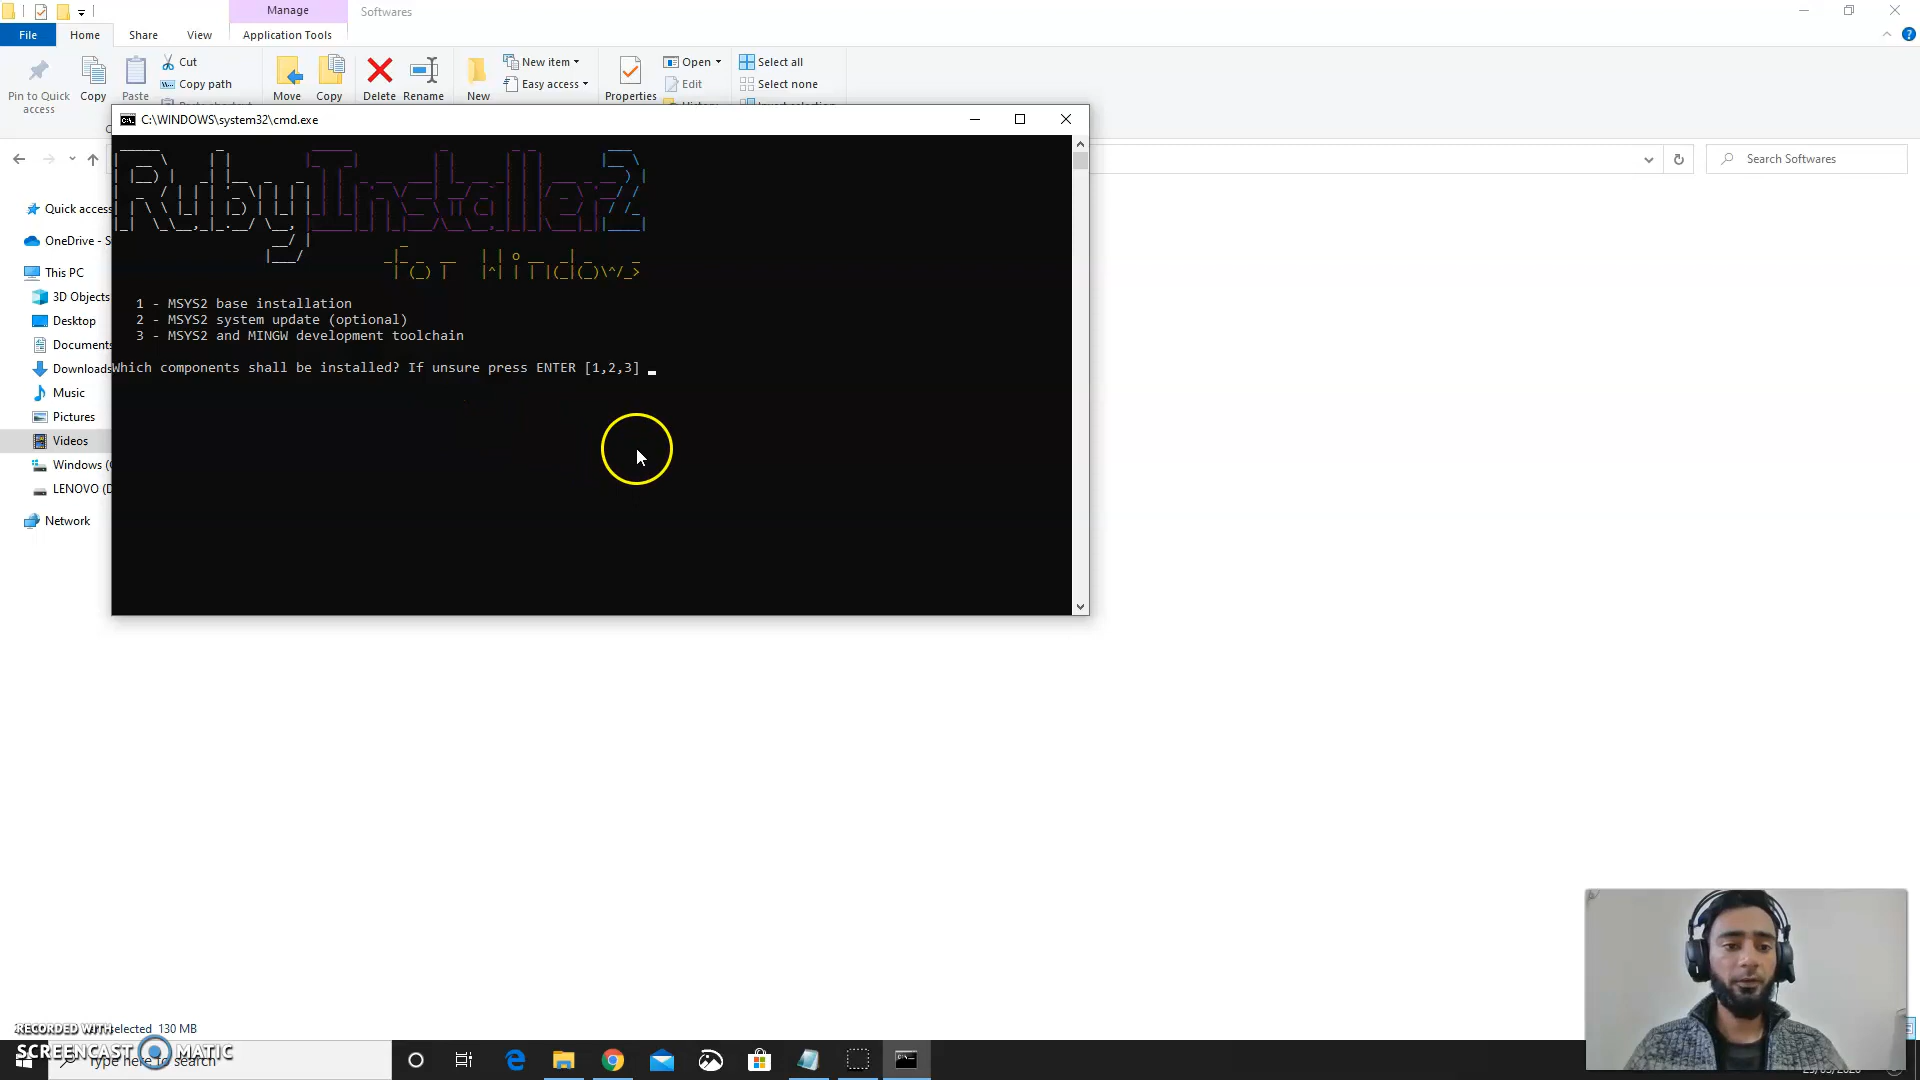 Manage
Softwares
File
Home
Share
View
Application Tools
Pin to Quick access
Copy
Paste
Cut
Copy path
Move
Copy
Delete
Rename
New item
Easy access
New
Properties
Open
Edit
Select all
Select none
C:\WINDOWS\system32\cmd.exe
Search Softwares
Quick access
OneDrive - S
This PC
3D Objects
Desktop
Documents
Downloads
Music
Pictures
Videos
Windows (
LENOVO (D
Network
RubyInstaller2
for Windows
1 - MSYS2 base installation
2 - MSYS2 system update (optional)
3 - MSYS2 and MINGW development toolchain
Which components shall be installed? If unsure press ENTER [1,2,3]
selected 130 MB
RECORDED WITH
SCREENCAST MATIC
Type here to search